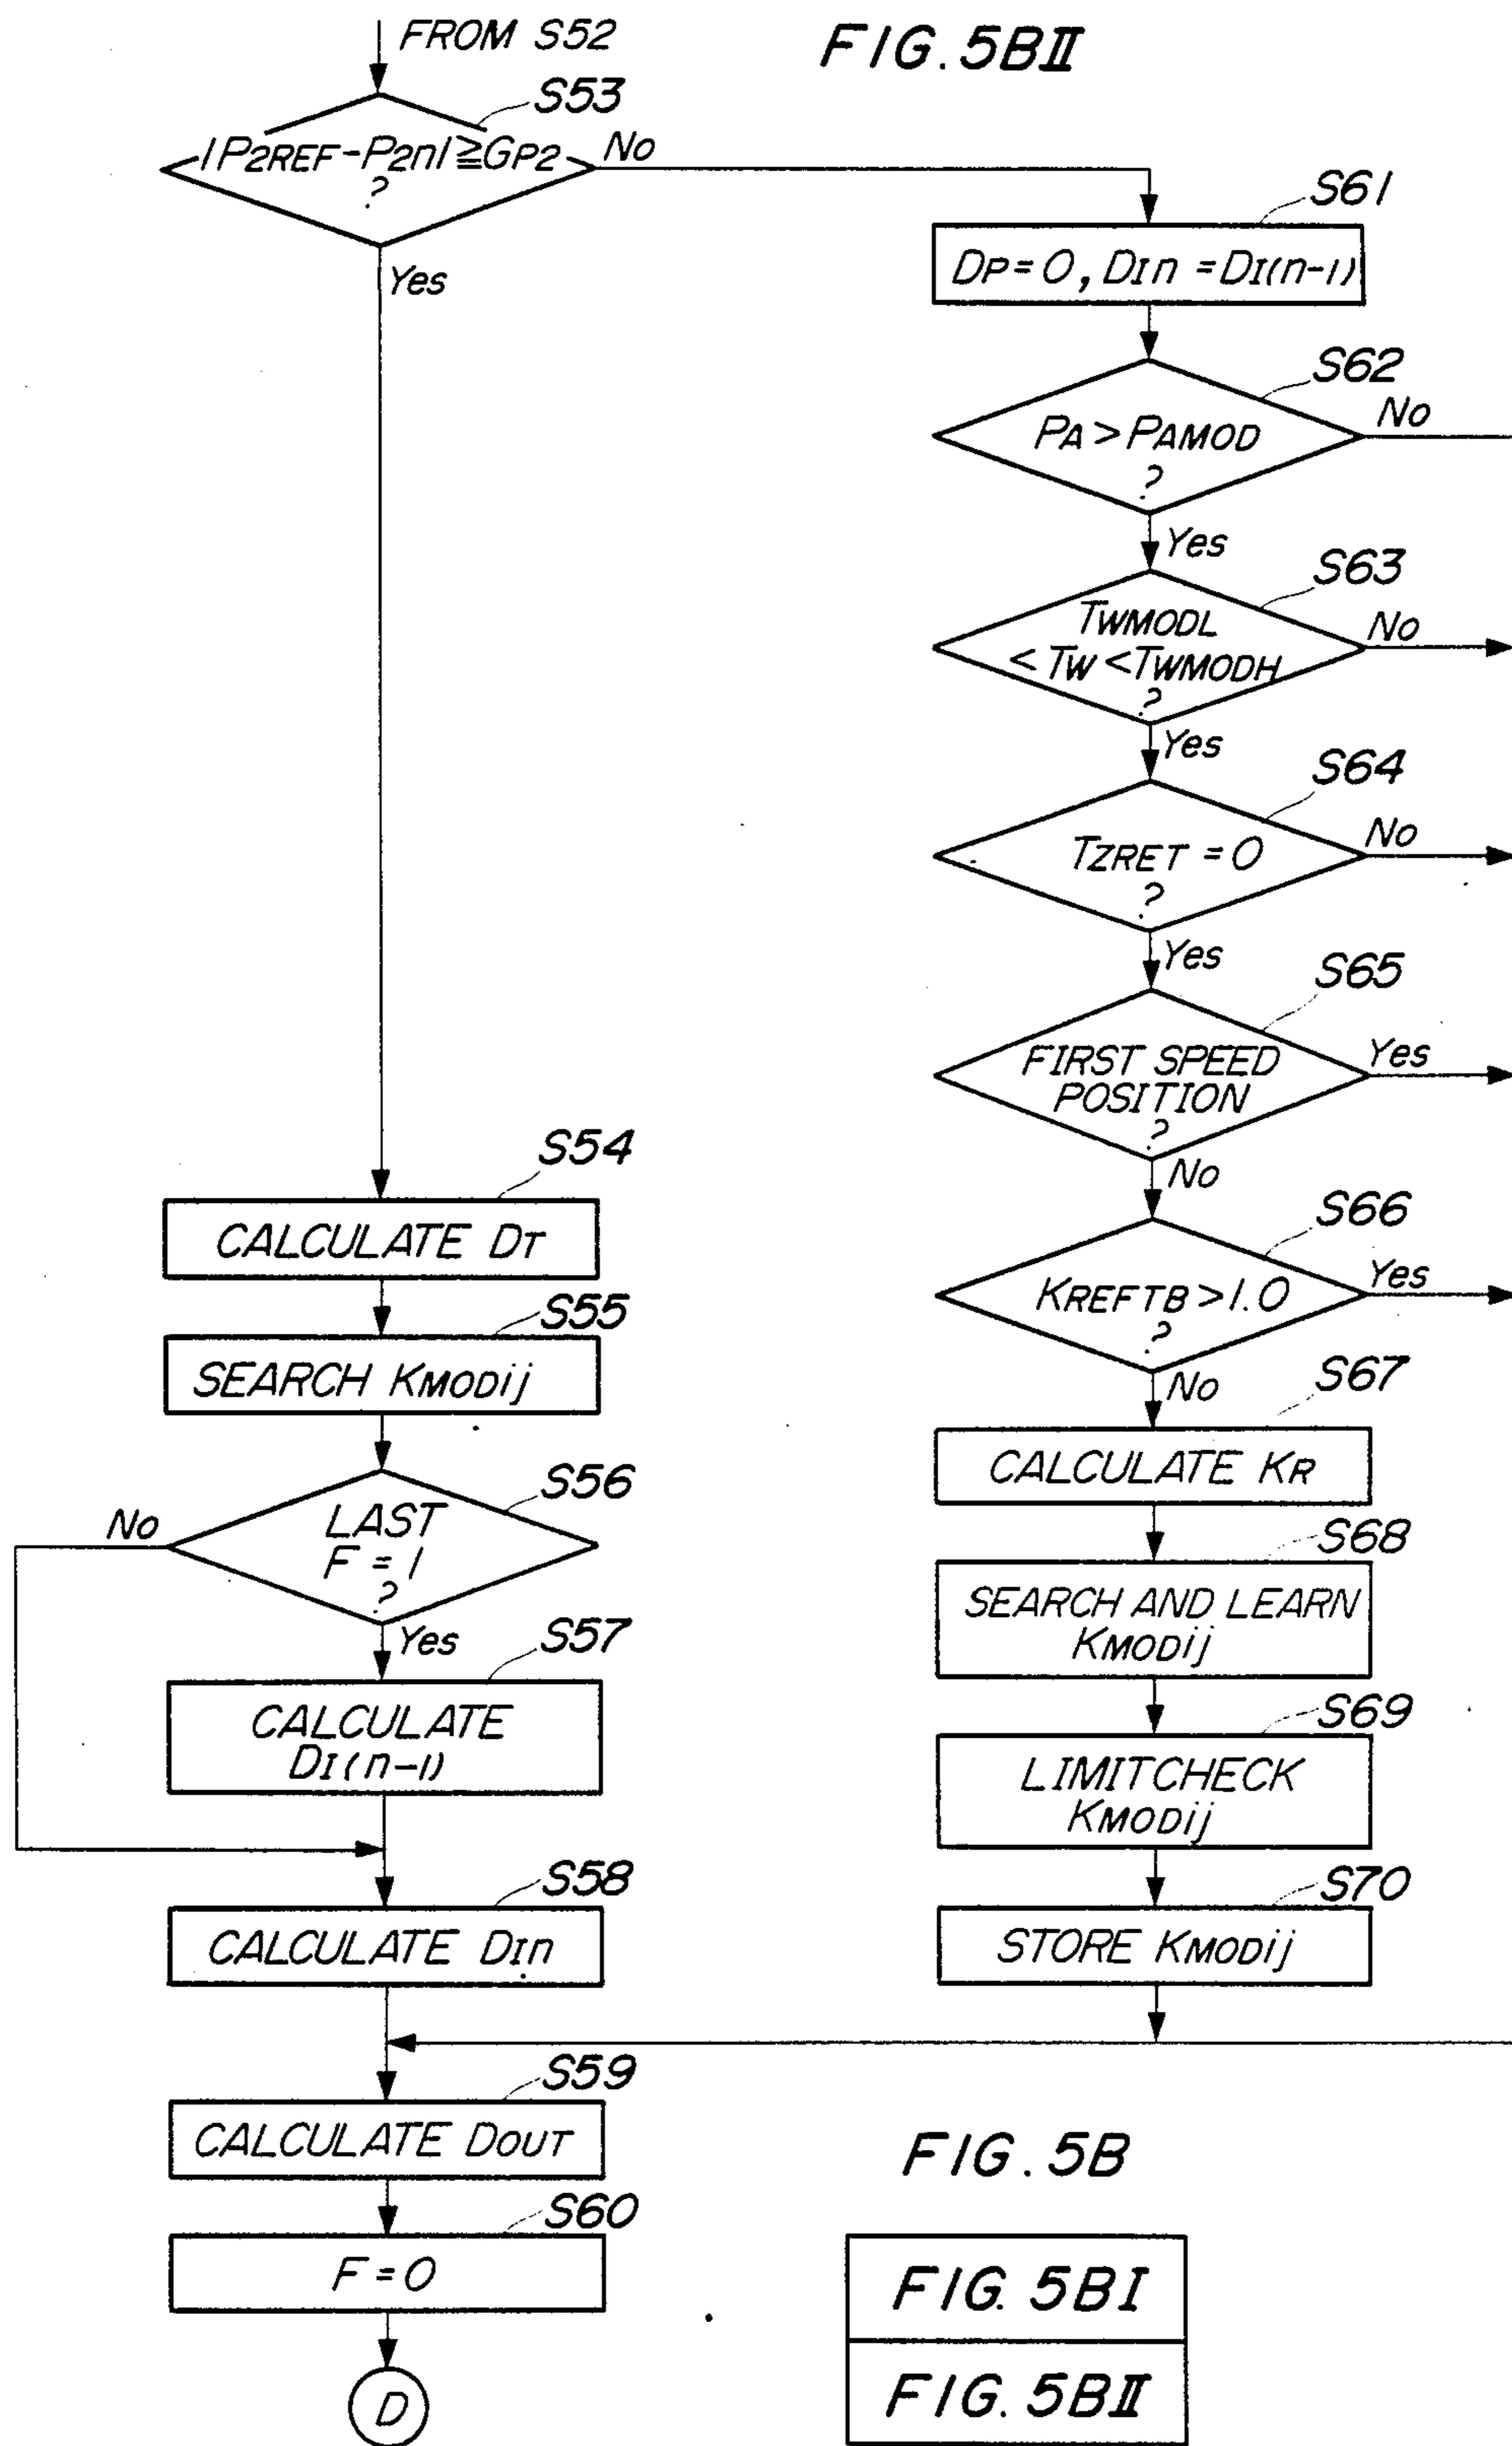 FROM S52
FIG. 5BII
S53
|P2REF-P2n|≧GP2
?
No
Yes
S61
DP=0, DIn=DI(n-1)
S62
PA>PAMOD
?
No
Yes
S63
TWMODL
<TW<TWMODH
?
No
Yes
S64
TZRET=0
?
No
Yes
S65
FIRST SPEED
POSITION
?
Yes
No
S66
KREFTB>1.0
?
Yes
No
S67
CALCULATE KR
S68
SEARCH AND LEARN
KMODij
S69
LIMITCHECK
KMODij
S70
STORE KMODij
S54
CALCULATE DT
S55
SEARCH KMODij
S56
LAST
F=1
?
No
Yes
S57
CALCULATE
DI(n-1)
S58
CALCULATE DIn
S59
CALCULATE DOUT
S60
F=0
D
FIG. 5B
FIG. 5BI
FIG. 5BII